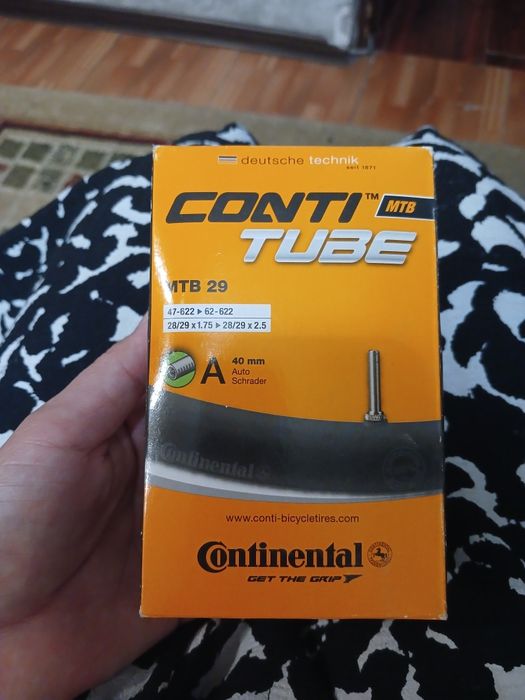 deutsche technik
seit 1871
CONTI™ MTB
TUBE
MTB 29
47-622 ▸ 62-622
28/29 x 1.75 ▸ 28/29 x 2.5
A 40 mm
Auto
Schrader
Continental
www.conti-bicycletires.com
Continental
GET THE GRIP